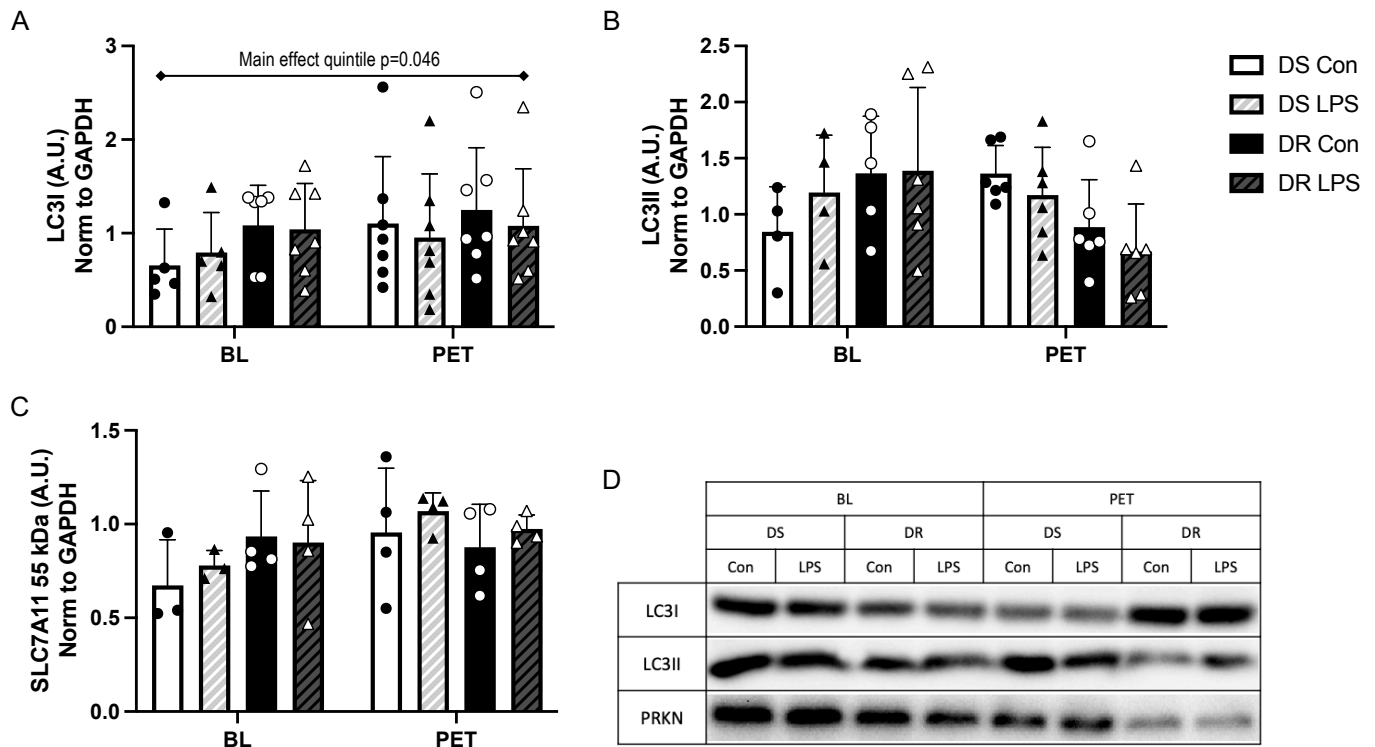 A
LC3I (A.U.)
Norm to GAPDH
3
2
1
0
Main effect quintile p=0.046
BL
PET
B
LC3II (A.U.)
Norm to GAPDH
2.5
2.0
1.5
1.0
0.5
0.0
BL
PET
DS Con
DS LPS
DR Con
DR LPS
C
SLC7A11 55 kDa (A.U.)
Norm to GAPDH
1.5
1.0
0.5
0.0
BL
PET
D
BL PET
DS DR DS DR
Con LPS Con LPS Con LPS Con LPS
LC3I
LC3II
PRKN